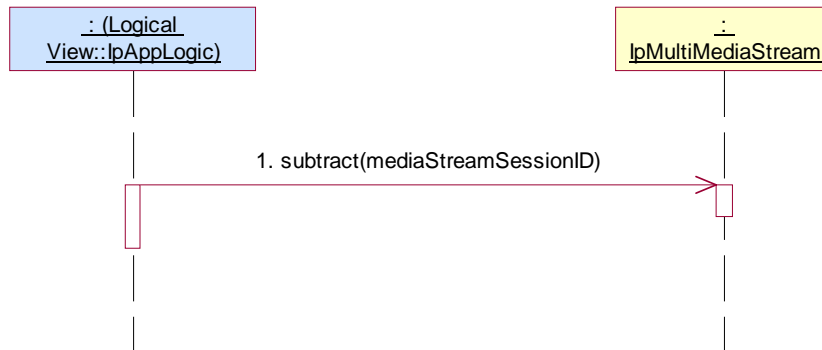 : (Logical
View::IpAppLogic)
:
IpMultiMediaStream
1. subtract(mediaStreamSessionID)